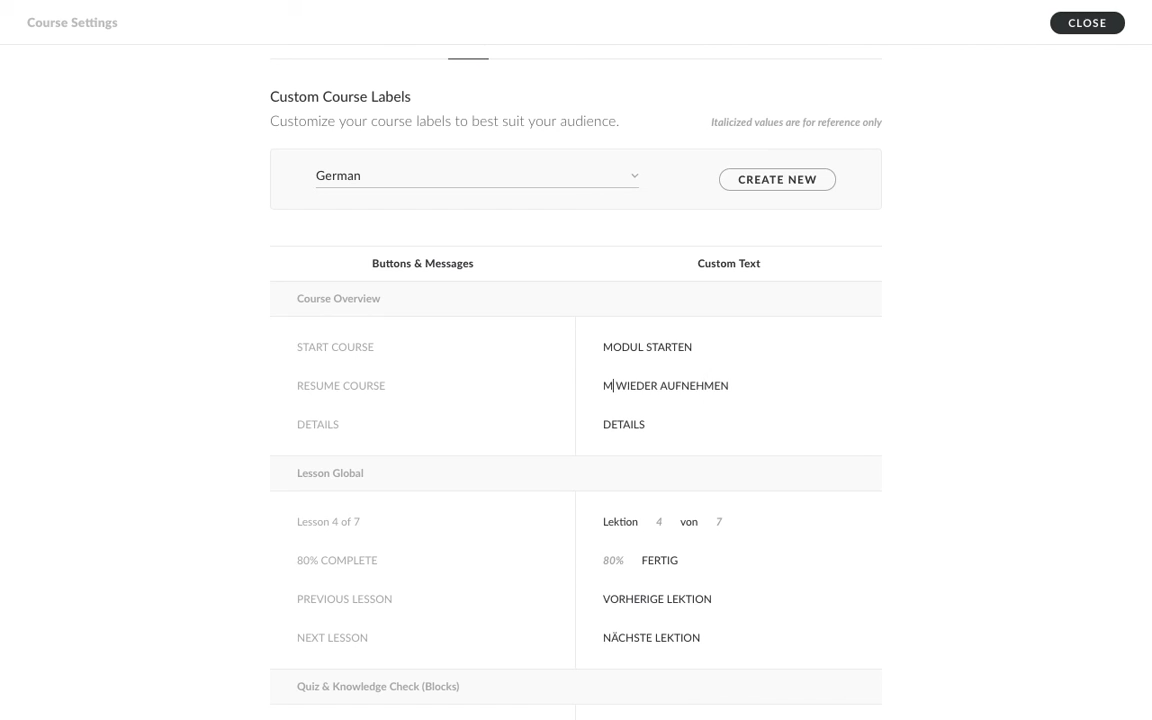 Course Settings
CLOSE
Custom Course Labels
Customize your course labels to best suit your audience.
Italicized values are for reference only
German
CREATE NEW
Buttons & Messages
Custom Text
Course Overview
START COURSE
MODUL STARTEN
RESUME COURSE
M WIEDER AUFNEHMEN
DETAILS
DETAILS
Lesson Global
Lesson 4 of 7
Lektion 4 von 7
80% COMPLETE
80% FERTIG
PREVIOUS LESSON
VORHERIGE LEKTION
NEXT LESSON
NÄCHSTE LEKTION
Quiz & Knowledge Check (Blocks)